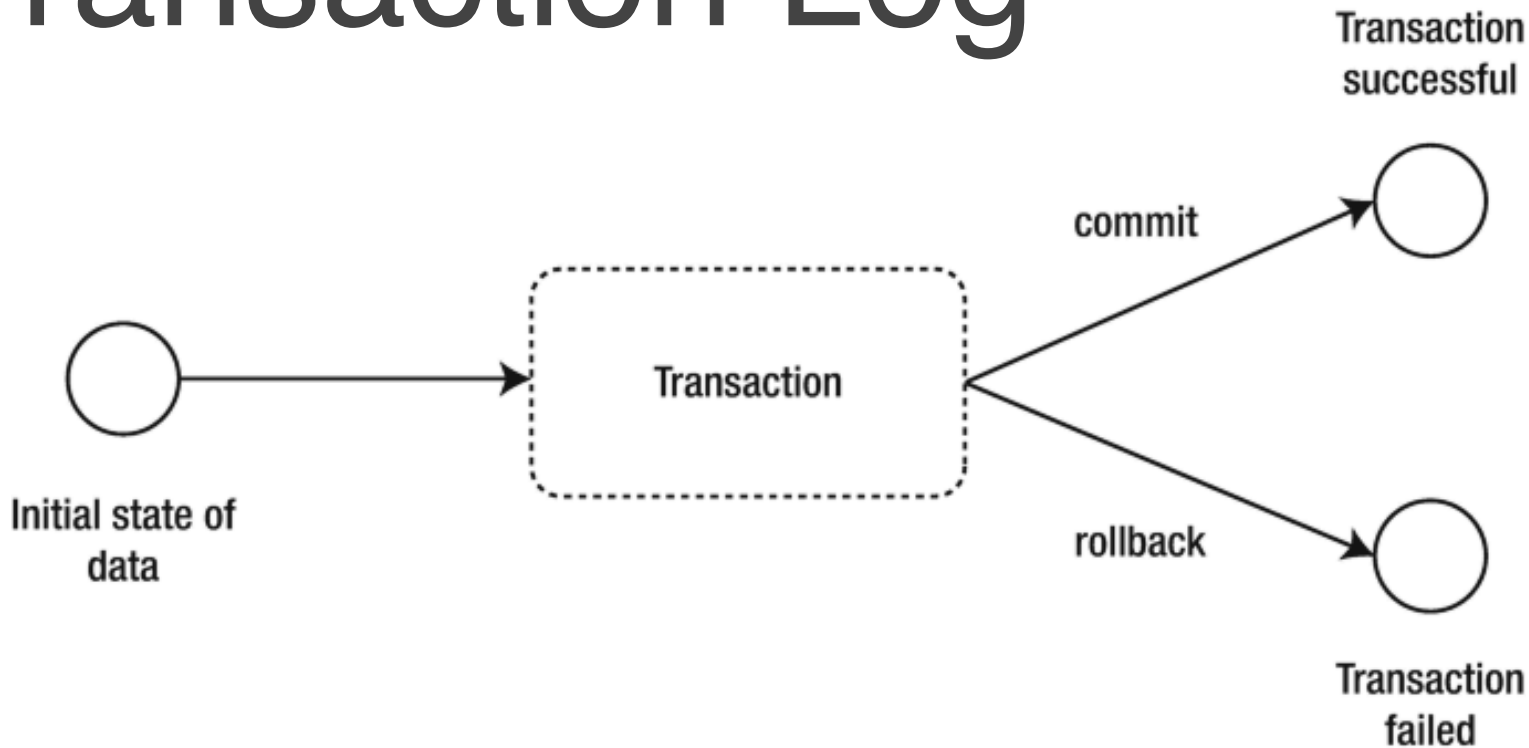 ransaction Log
Transaction
successful
commit
Transaction
Initial state of
data
rollback
Transaction
failed